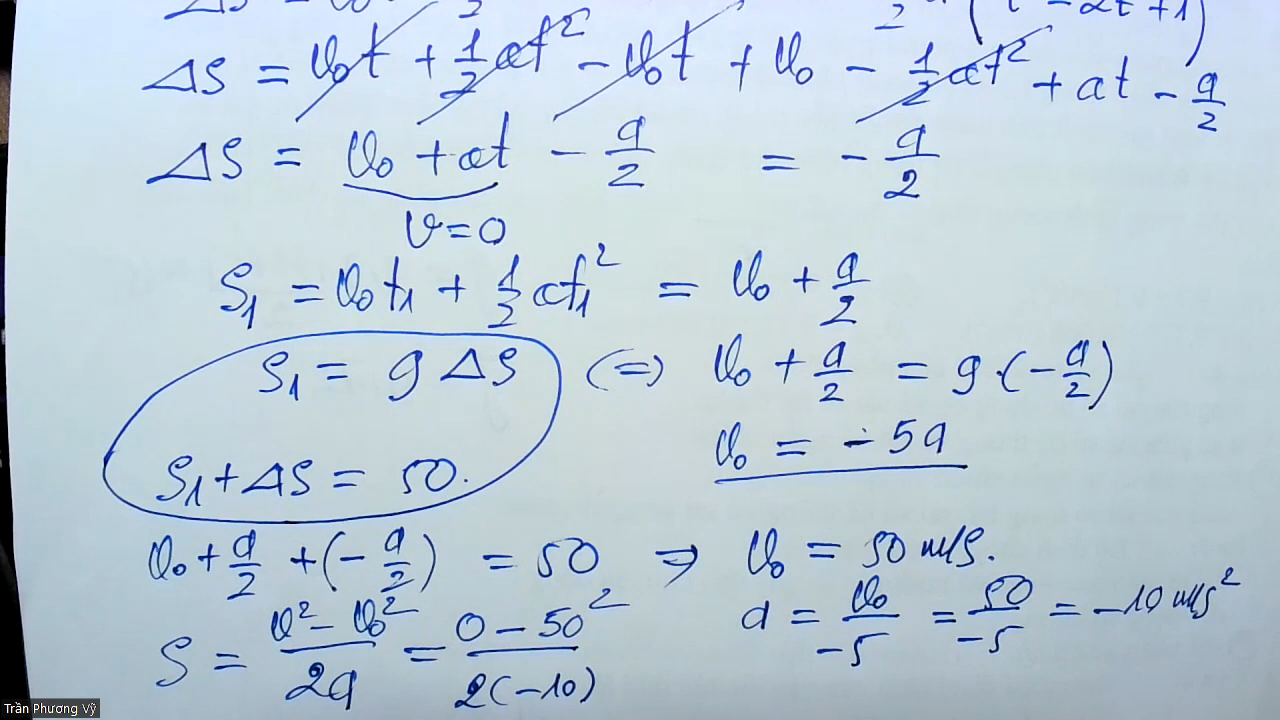 ΔS = v₀t + ½at² - v₀t + v₀ - ½at² + at - a/2
ΔS = v₀ + at - a/2 = - a/2
v = 0
S₁ = v₀t₁ + ½at₁² = v₀ + a/2
S₁ = 9 ΔS (=) v₀ + a/2 = 9 · (- a/2)
v₀ = - 5a
S₁ + ΔS = 50.
v₀ + a/2 + (- a/2) = 50 ⇒ v₀ = 50 m/s.
a = v₀/-5 = 50/-5 = -10 m/s²
S = (v² - v₀²)/2a = (0 - 50²)/2(-10)
Trần Phương Vỹ